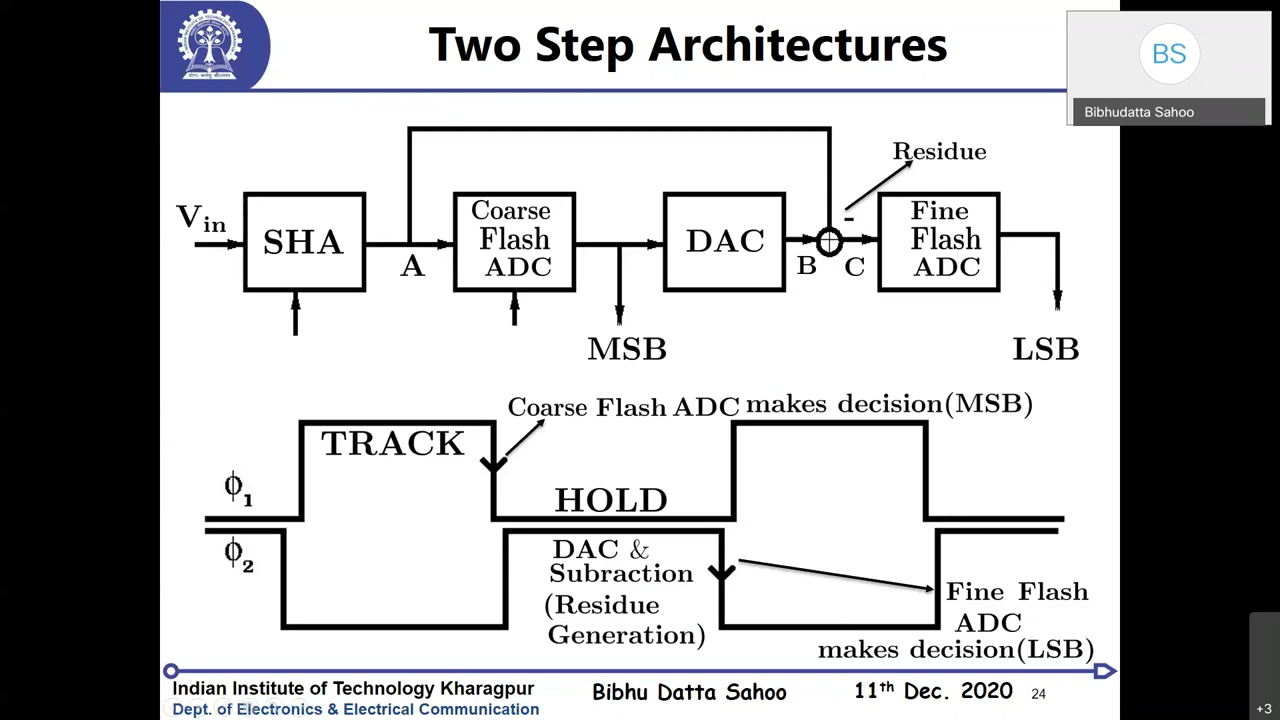 Two Step Architectures
BS
Bibhudatta Sahoo
Residue
Vin
SHA
A
Coarse
Flash
ADC
MSB
DAC
B
-
C
Fine
Flash
ADC
LSB
Coarse Flash ADC makes decision(MSB)
TRACK
ϕ1
HOLD
ϕ2
DAC &
Subraction
(Residue
Generation)
Fine Flash
ADC
makes decision(LSB)
Indian Institute of Technology Kharagpur
Dept. of Electronics & Electrical Communication
Bibhu Datta Sahoo
11th Dec. 2020
24
+3